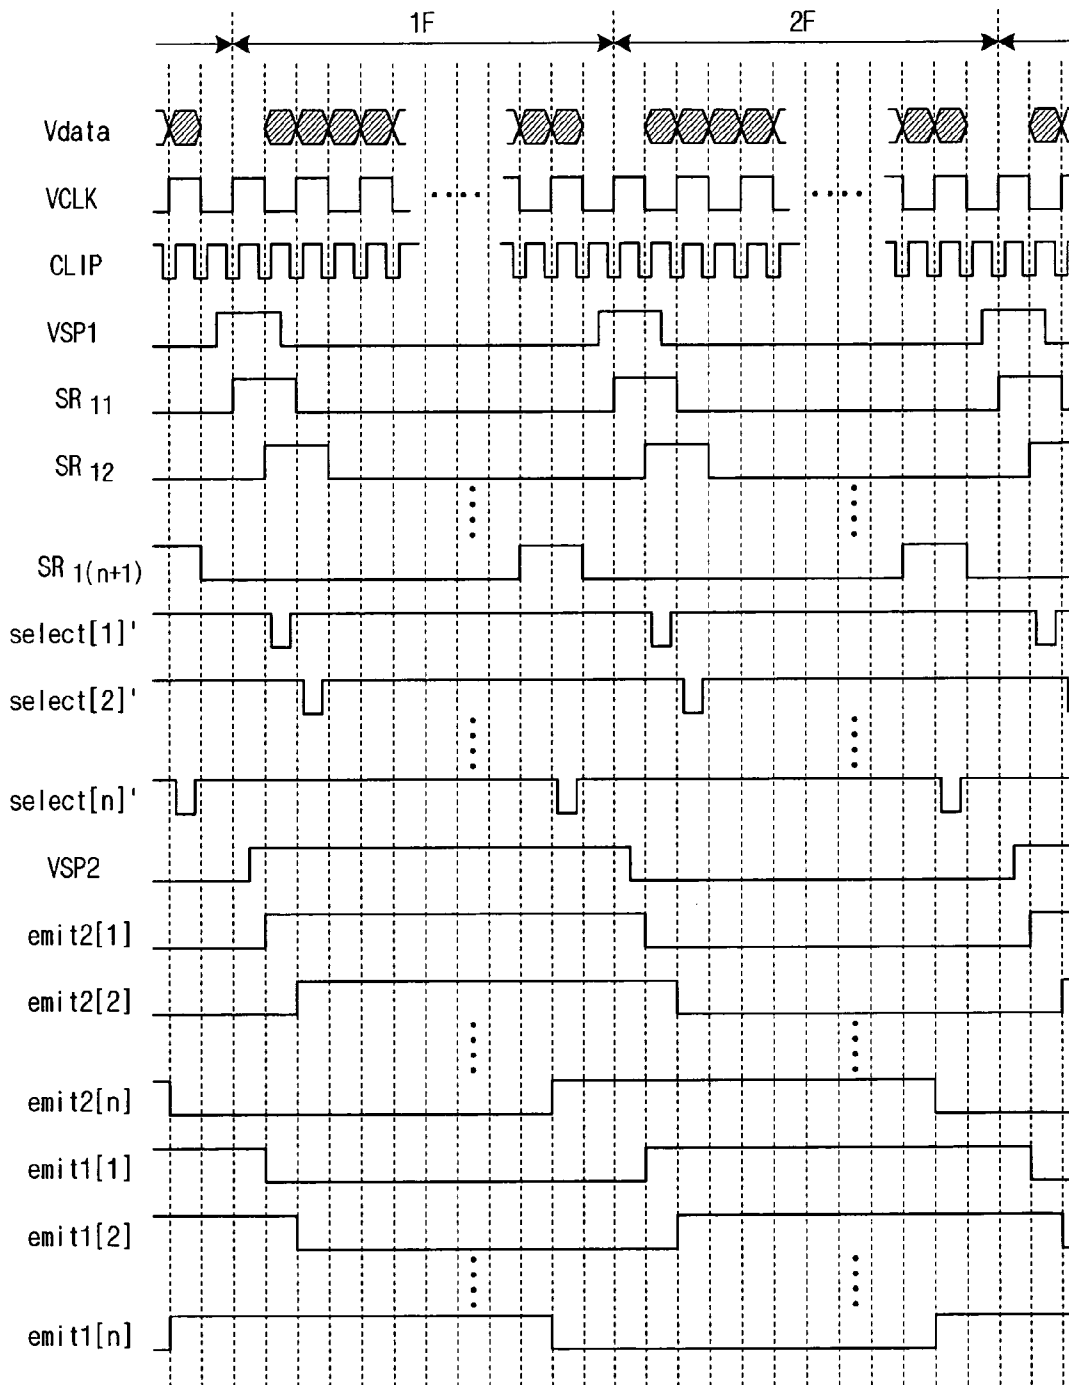 1F 2F
Vdata
VCLK
CLIP
VSP1
SR 11
SR 12
SR 1(n+1)
select[1]'
select[2]'
select[n]'
VSP2
emit2[1]
emit2[2]
emit2[n]
emit1[1]
emit1[2]
emit1[n]